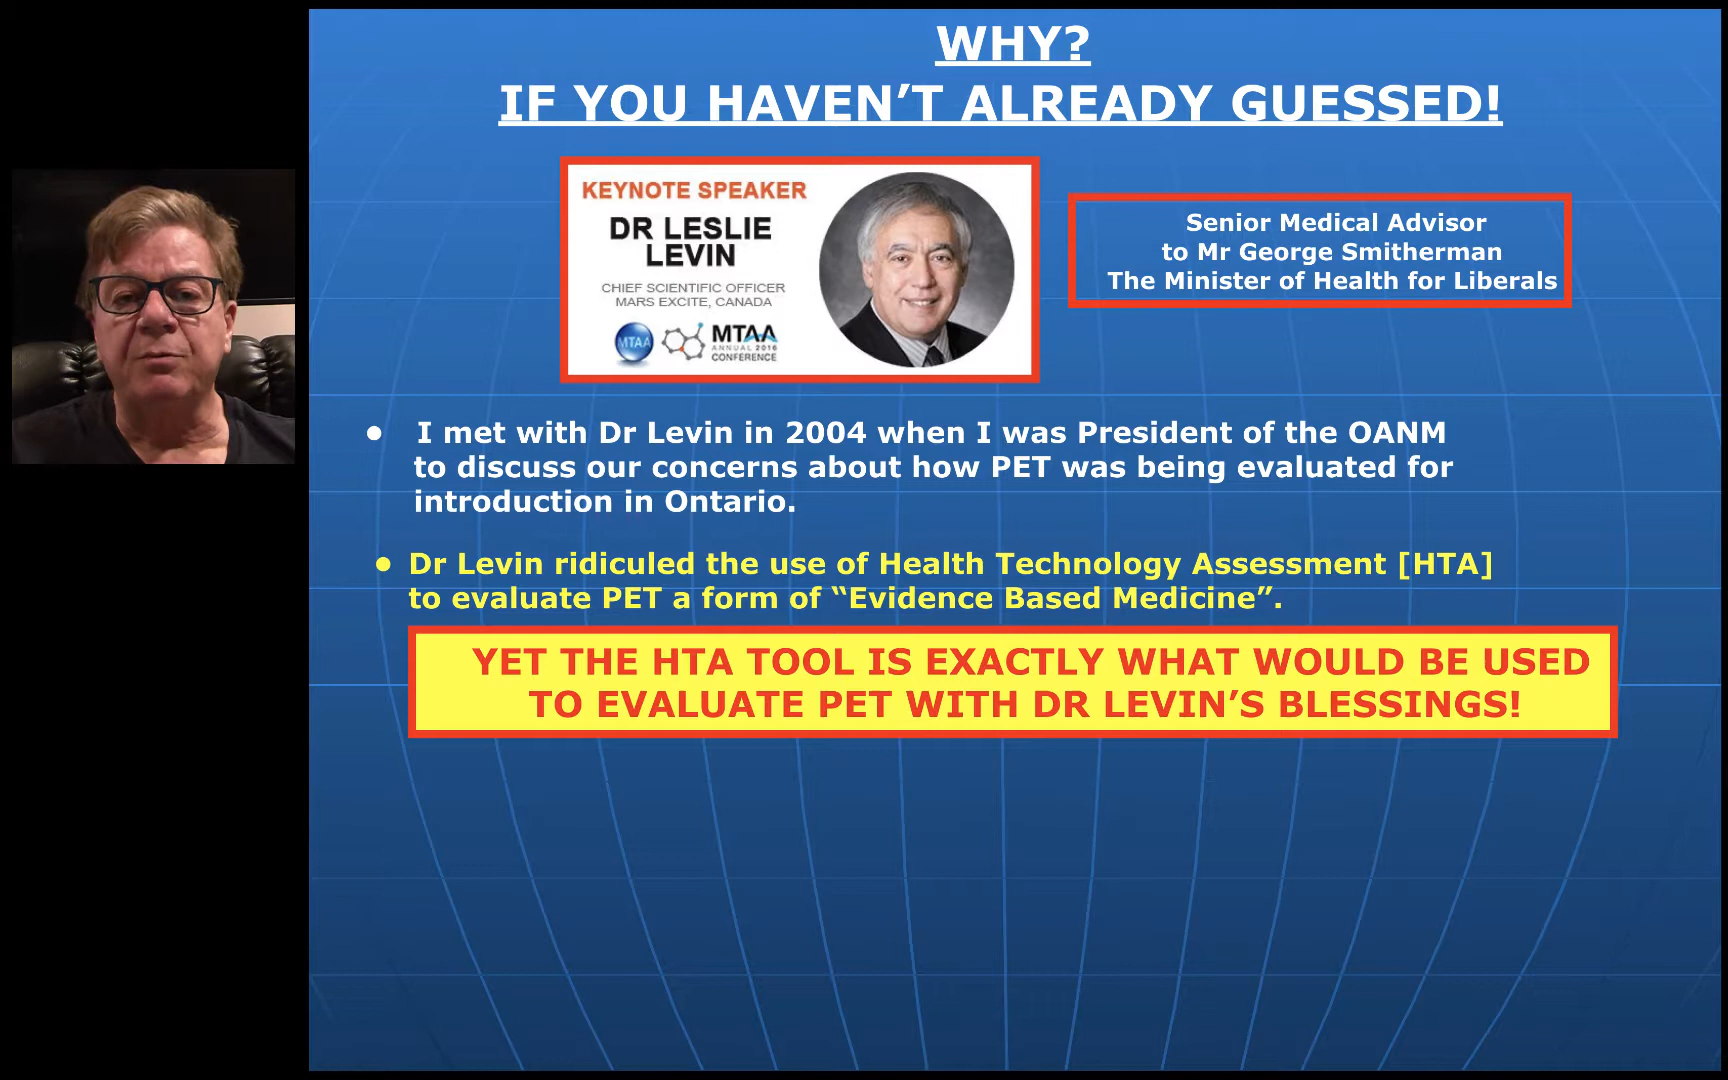 WHY?
IF YOU HAVEN’T ALREADY GUESSED!
KEYNOTE SPEAKER
DR LESLIE
LEVIN
CHIEF SCIENTIFIC OFFICER
MARS EXCITE, CANADA
MTAA
MTAA
ANNUAL 2016
CONFERENCE
Senior Medical Advisor
to Mr George Smitherman
The Minister of Health for Liberals
• I met with Dr Levin in 2004 when I was President of the OANM
to discuss our concerns about how PET was being evaluated for
introduction in Ontario.
• Dr Levin ridiculed the use of Health Technology Assessment [HTA]
to evaluate PET a form of “Evidence Based Medicine”.
YET THE HTA TOOL IS EXACTLY WHAT WOULD BE USED
TO EVALUATE PET WITH DR LEVIN’S BLESSINGS!